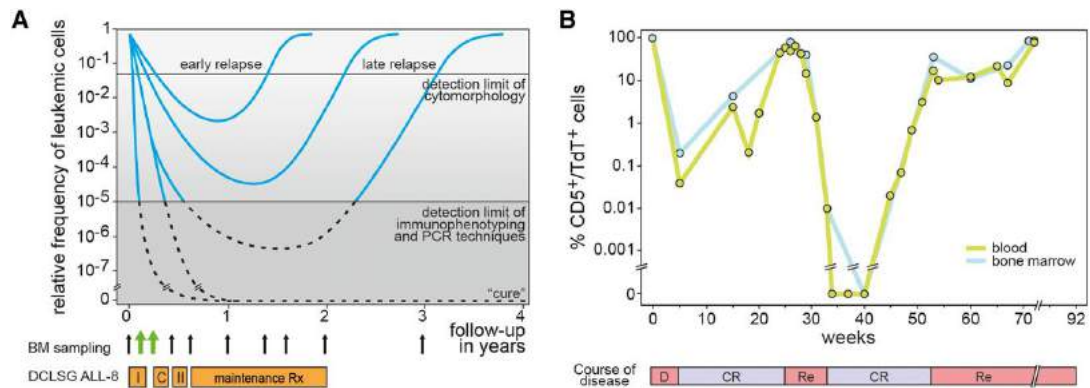 A
relative frequency of leukemic cells
1
10-1
10-2
10-3
10-4
10-5
10-6
10-7
0
early relapse
late relapse
detection limit of
cytomorphology
detection limit of
immunophenotyping
and PCR techniques
"cure"
0 1 2 3 4
follow-up
in years
BM sampling
DCLSG ALL-8
I C II maintenance Rx
B
% CD5+/TdT+ cells
100
10
1
0.1
0.01
0.001
0
blood
bone marrow
0 10 20 30 40 50 60 70 92
weeks
Course of
disease
D CR Re CR Re